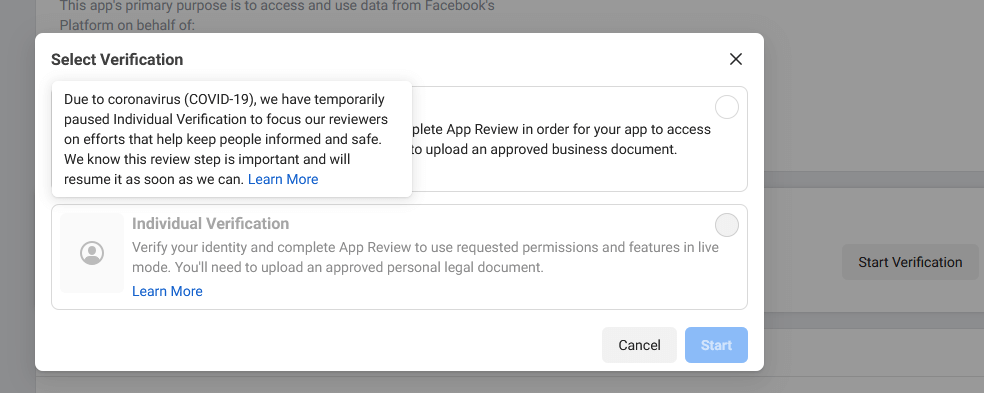 This app's primary purpose is to access and use data from Facebook's
Platform on behalf of:
Select Verification
Due to coronavirus (COVID-19), we have temporarily
paused Individual Verification to focus our reviewers
on efforts that help keep people informed and safe.
We know this review step is important and will
resume it as soon as we can. Learn More
App Review in order for your app to access
to upload an approved business document.
Individual Verification
Verify your identity and complete App Review to use requested permissions and features in live
mode. You'll need to upload an approved personal legal document.
Learn More
Start Verification
Cancel
Start